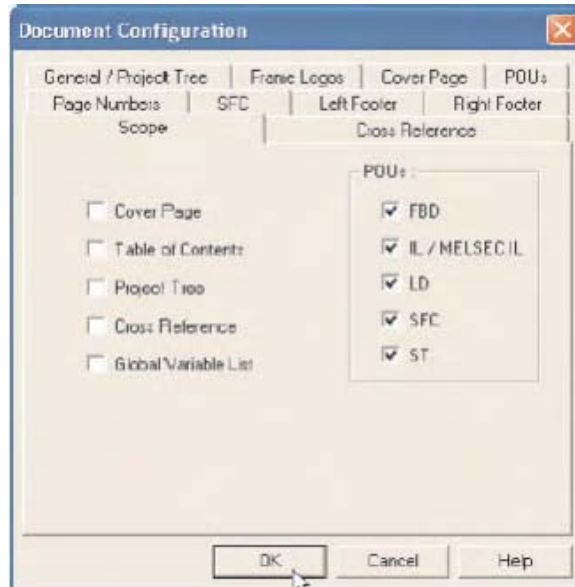 Document Configuration
General / Project Tree
Frame Logos
Cover Page
POUs
Page Numbers
SFC
Left Footer
Right Footer
Scope
Cross Reference
Cover Page
Table of Contents
Project Tree
Cross Reference
Global Variable List
POUs :
FBD
IL / MELSEC IL
LD
SFC
ST
OK
Cancel
Help